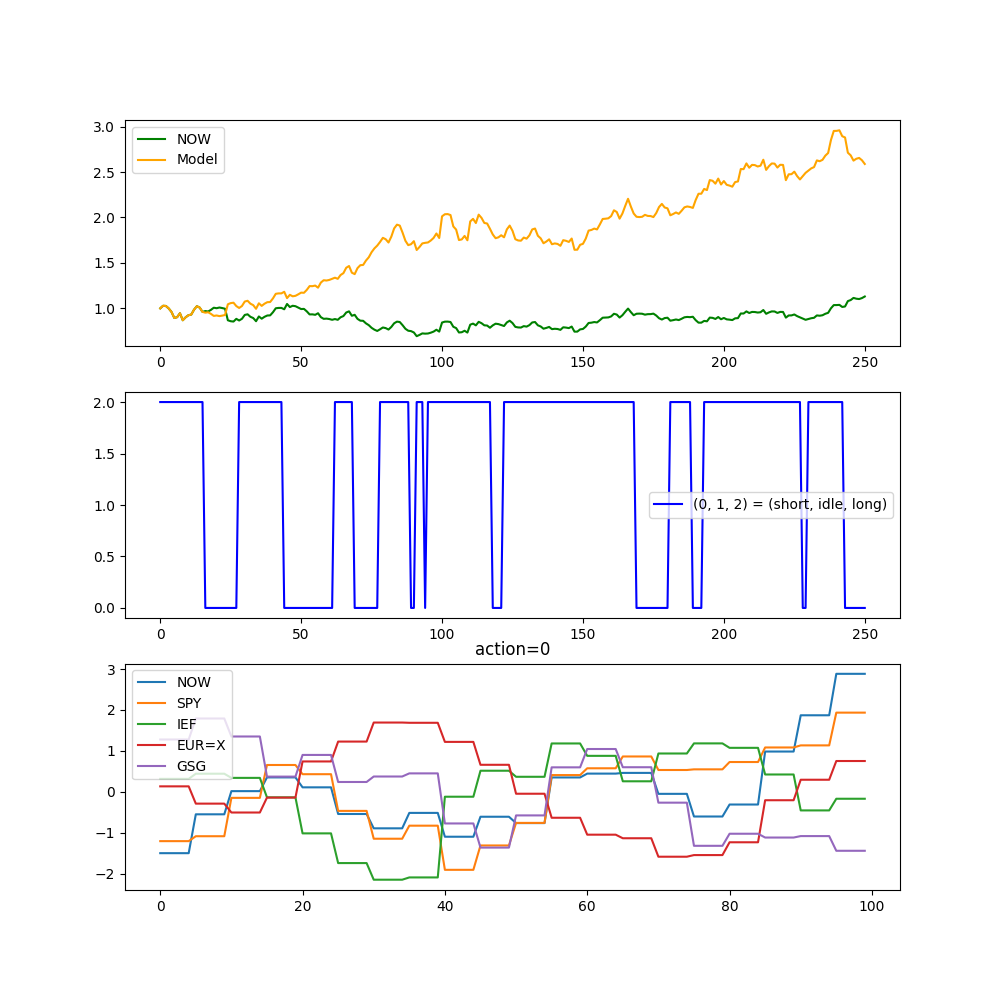 3.0
2.5
2.0
1.5
1.0
NOW
Model
0 50 100 150 200 250
2.0
1.5
1.0
0.5
0.0
(0, 1, 2) = (short, idle, long)
0 50 100 150 200 250
action=0
3
2
1
0
−1
−2
NOW
SPY
IEF
EUR=X
GSG
0 20 40 60 80 100